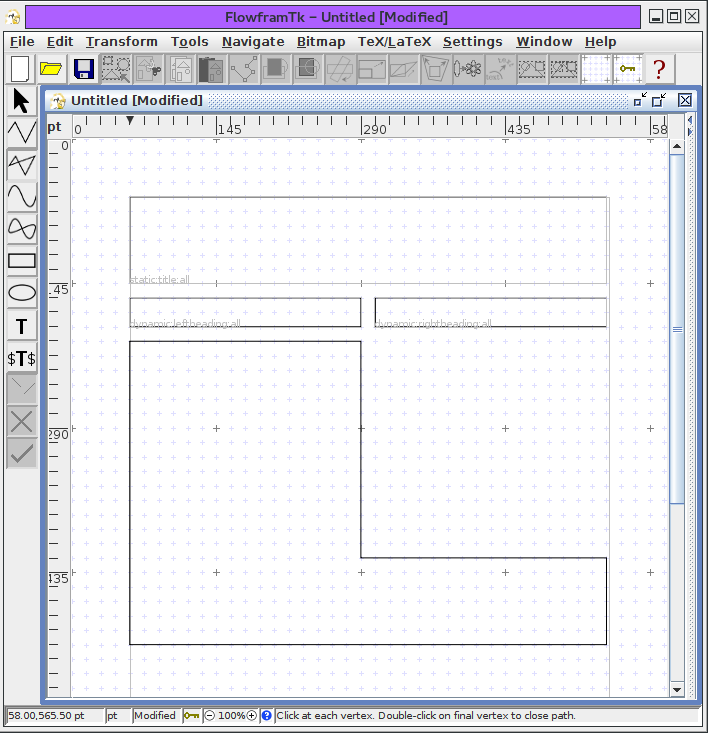 FlowframTk – Untitled [Modified]
File Edit Transform Tools Navigate Bitmap TeX/LaTeX Settings Window Help
?
Untitled [Modified]
pt 0 145 290 435 58
0
static:title:all
145
dynamic:leftheading:all dynamic:rightheading:all
T
$T$
290
435
58.00,565.50 pt pt Modified 100% ? Click at each vertex. Double-click on final vertex to close path.